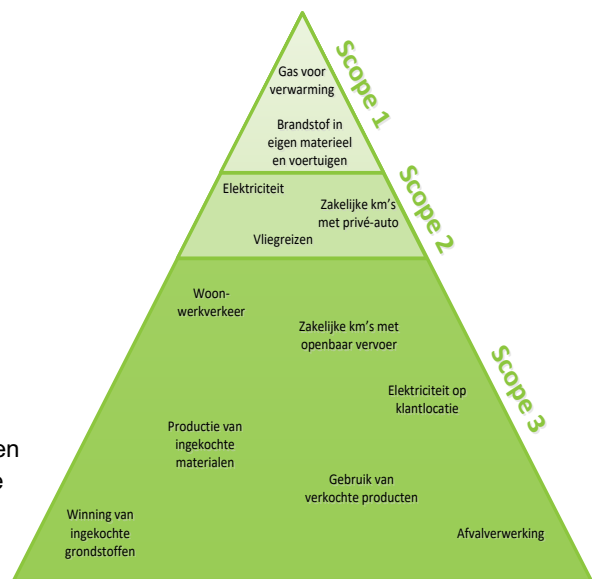 Gas voor
verwarming
Brandstof in
eigen materieel
en voertuigen
Scope 1
Elektriciteit
Zakelijke km's
met privé-auto
Vliegreizen
Scope 2
Woon-
werkverkeer
Zakelijke km's met
openbaar vervoer
Elektriciteit op
klantlocatie
Scope 3
Productie van
ingekochte
materialen
en
e
Gebruik van
verkochte producten
Winning van
ingekochte
grondstoffen
Afvalverwerking